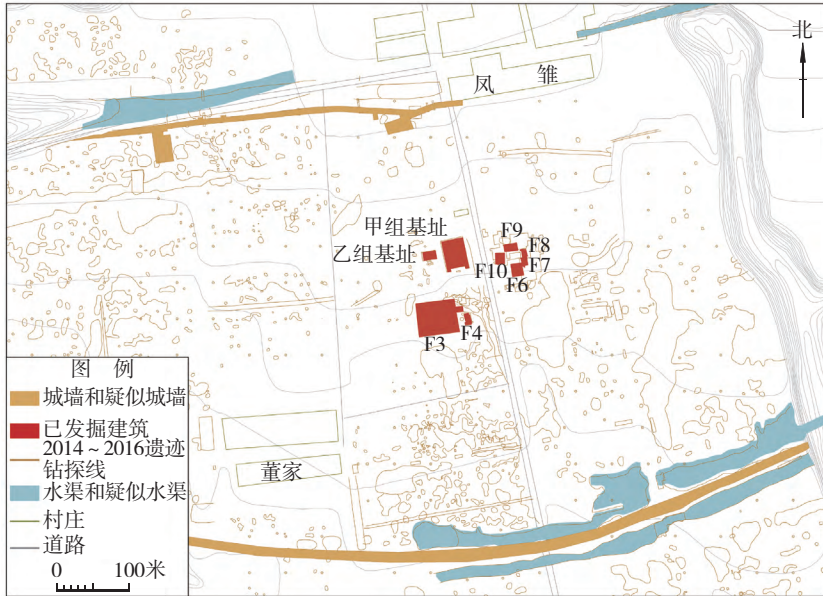 北
凤 雏
甲组基址
乙组基址
F9
F8
F7
F10
F6
F3
F4
董家
图 例
城墙和疑似城墙
已发掘建筑
2014～2016遗迹
钻探线
水渠和疑似水渠
村庄
道路
0 100米